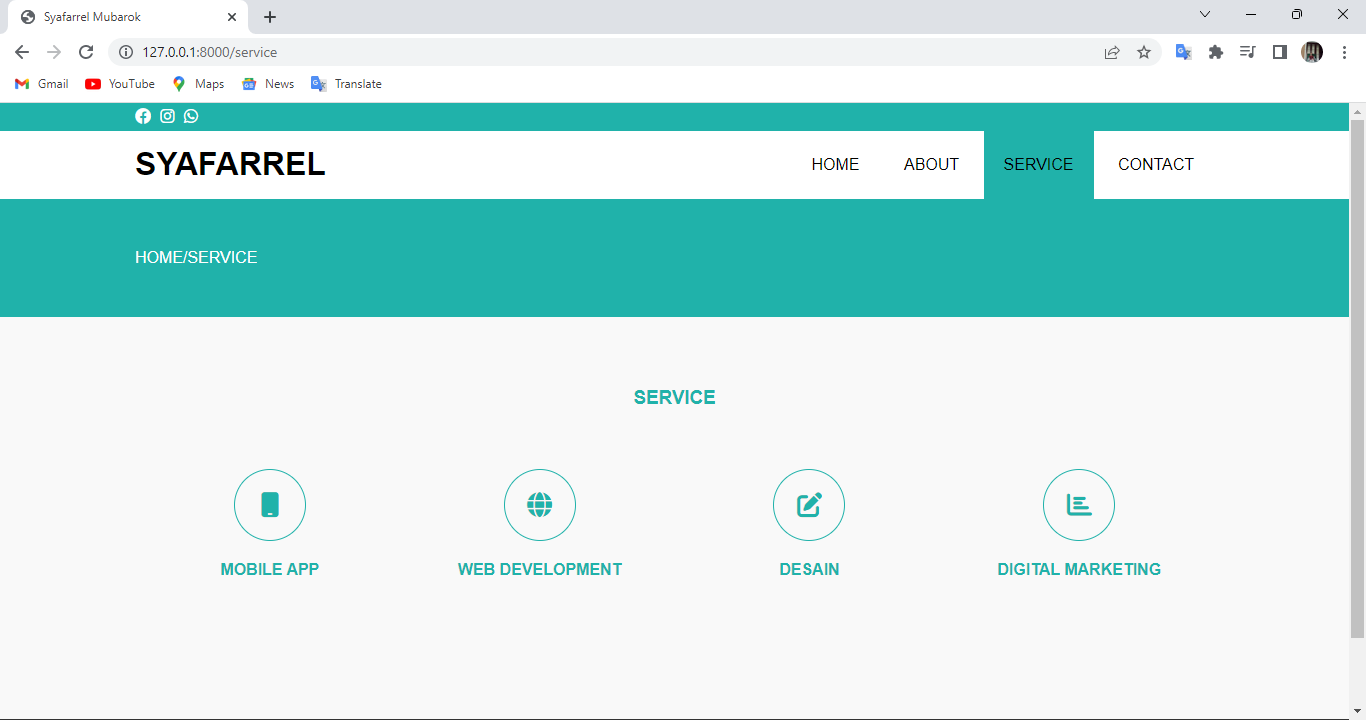 Syafarrel Mubarok
127.0.0.1:8000/service
Gmail YouTube Maps News Translate
SYAFARREL
HOME ABOUT SERVICE CONTACT
HOME/SERVICE
SERVICE
MOBILE APP WEB DEVELOPMENT DESAIN DIGITAL MARKETING